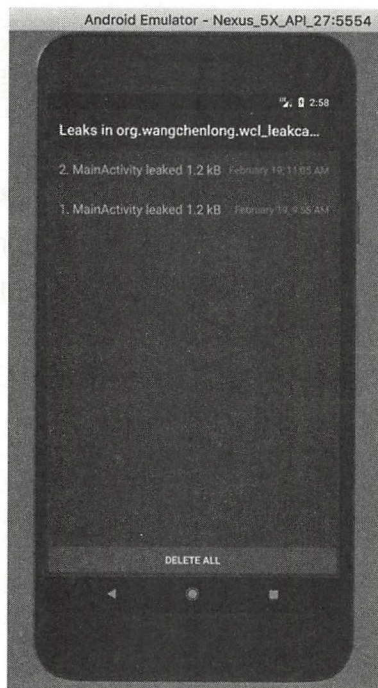 Android Emulator - Nexus_5X_API_27:5554
2:58
Leaks in org.wangchenlong.wcl_leakca...
2. MainActivity leaked 1.2 kB February 19, 11:05 AM
1. MainActivity leaked 1.2 kB February 19, 9:55 AM
DELETE ALL